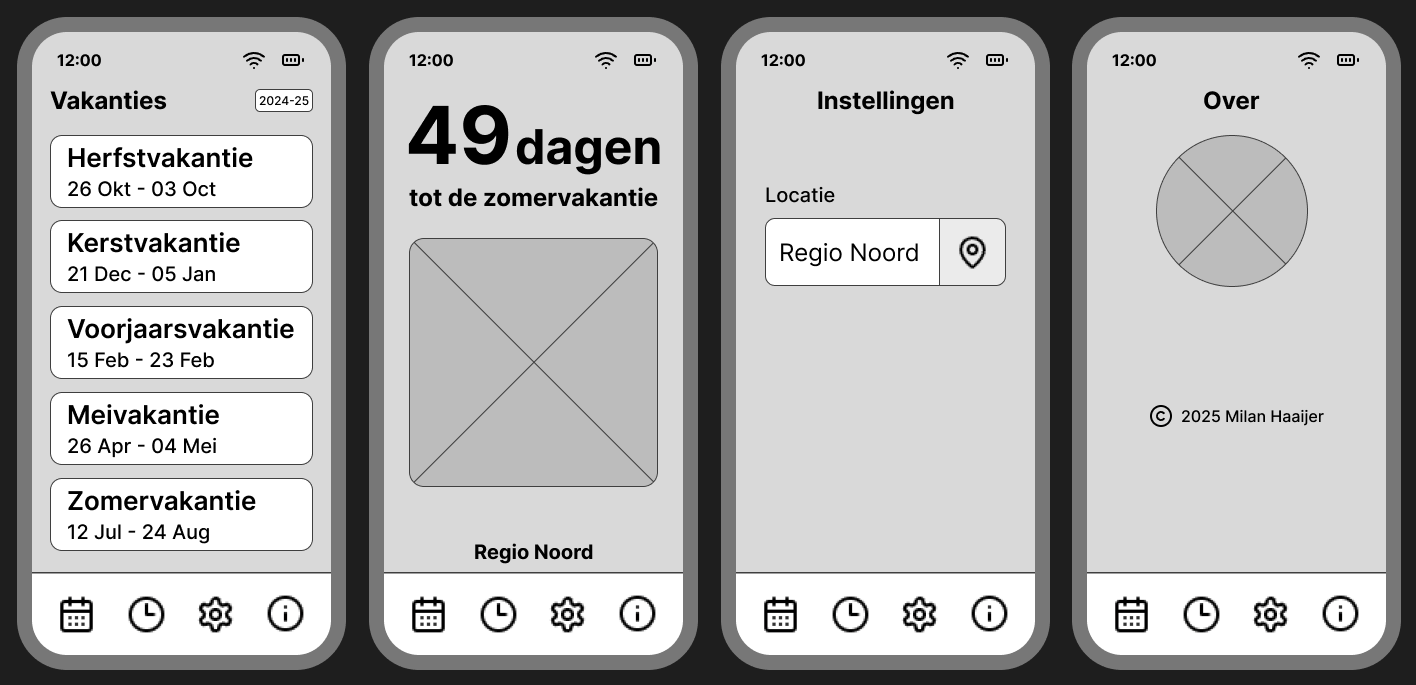 12:00
Vakanties
2024-25
Herfstvakantie
26 Okt - 03 Oct
Kerstvakantie
21 Dec - 05 Jan
Voorjaarsvakantie
15 Feb - 23 Feb
Meivakantie
26 Apr - 04 Mei
Zomervakantie
12 Jul - 24 Aug
12:00
49 dagen
tot de zomervakantie
Regio Noord
12:00
Instellingen
Locatie
Regio Noord
12:00
Over
© 2025 Milan Haaijer